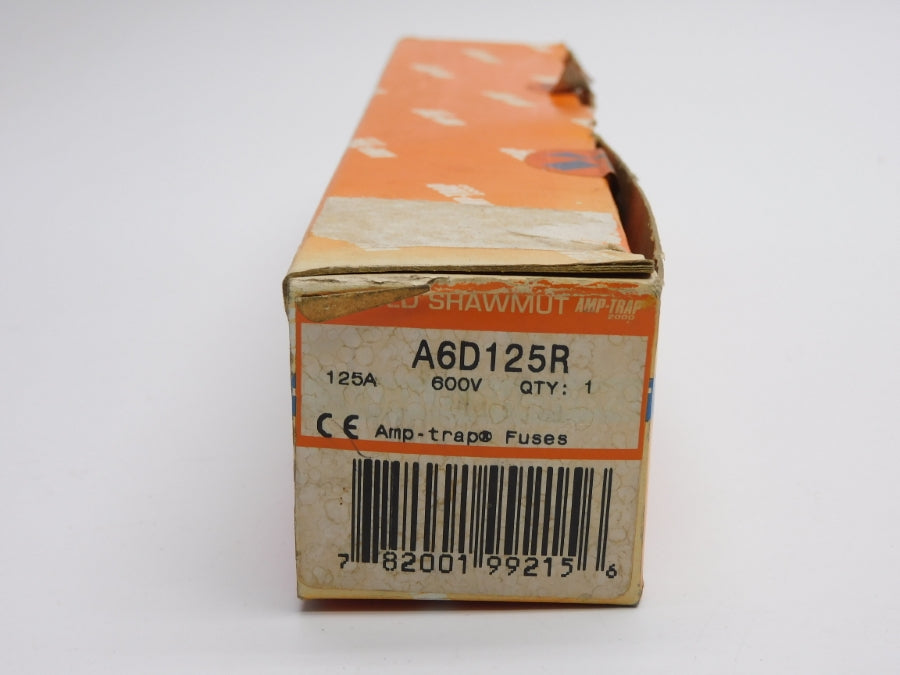 SHAWMUT AMP-TRAP
2000
A6D125R
125A 600V QTY: 1
CE Amp-trap® Fuses
7 82001 99215 6